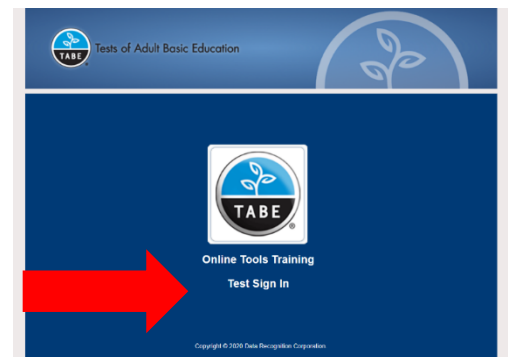 TABE
Tests of Adult Basic Education
TABE
Online Tools Training
Test Sign In
Copyright © 2020 Data Recognition Corporation